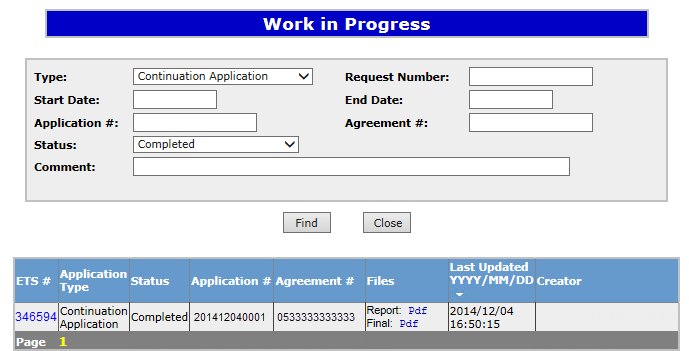 Work in Progress
Type: Continuation Application Request Number:
Start Date: End Date:
Application #: Agreement #:
Status: Completed
Comment:
Find Close
ETS # Application Type Status Application # Agreement # Files Last Updated YYYY/MM/DD Creator
346594 Continuation Application Completed 201412040001 0533333333333 Report: Pdf Final: Pdf 2014/12/04 16:50:15
Page 1